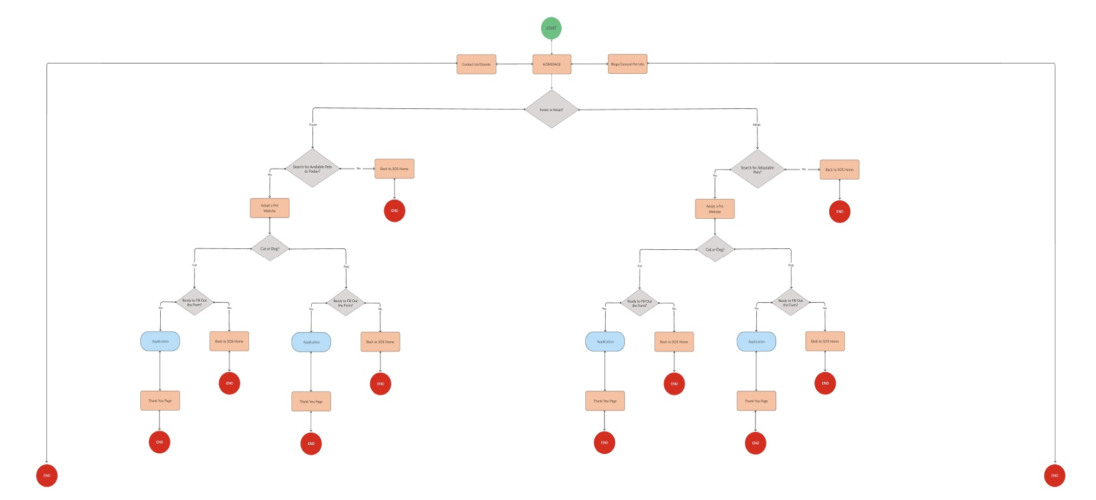 START
Contact Us/Donate
HOMEPAGE
Foster or Adopt?
Foster
Adopt
Search for Available Pets
to Foster?
No
Back to SOS Home
Yes
END
Adopt a Pet
Website
Cat or Dog?
Cat
Dog
Ready to Fill Out
the Form?
Yes
No
Application
Back to SOS Home
END
Thank You Page
END
Ready to Fill Out
the Form?
Yes
No
Application
Back to SOS Home
END
Thank You Page
END
Search for Adoptable
Pets?
No
Back to SOS Home
Yes
END
Adopt a Pet
Website
Cat or Dog?
Cat
Dog
Ready to Fill Out
the Form?
Yes
No
Application
Back to SOS Home
END
Thank You Page
END
Ready to Fill Out
the Form?
Yes
No
Application
Back to SOS Home
END
Thank You Page
END
END
END